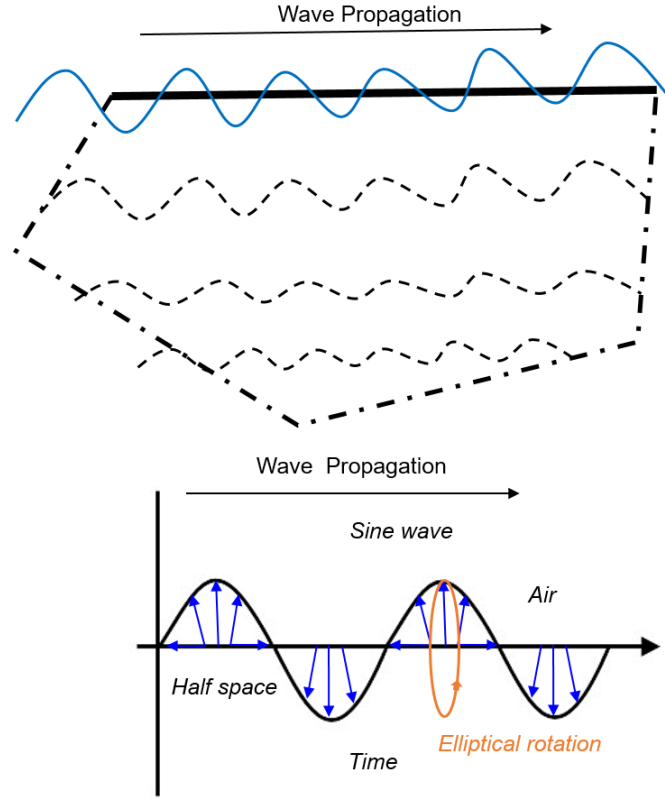 Wave Propagation
Wave Propagation
Sine wave
Air
Half space
Elliptical rotation
Time